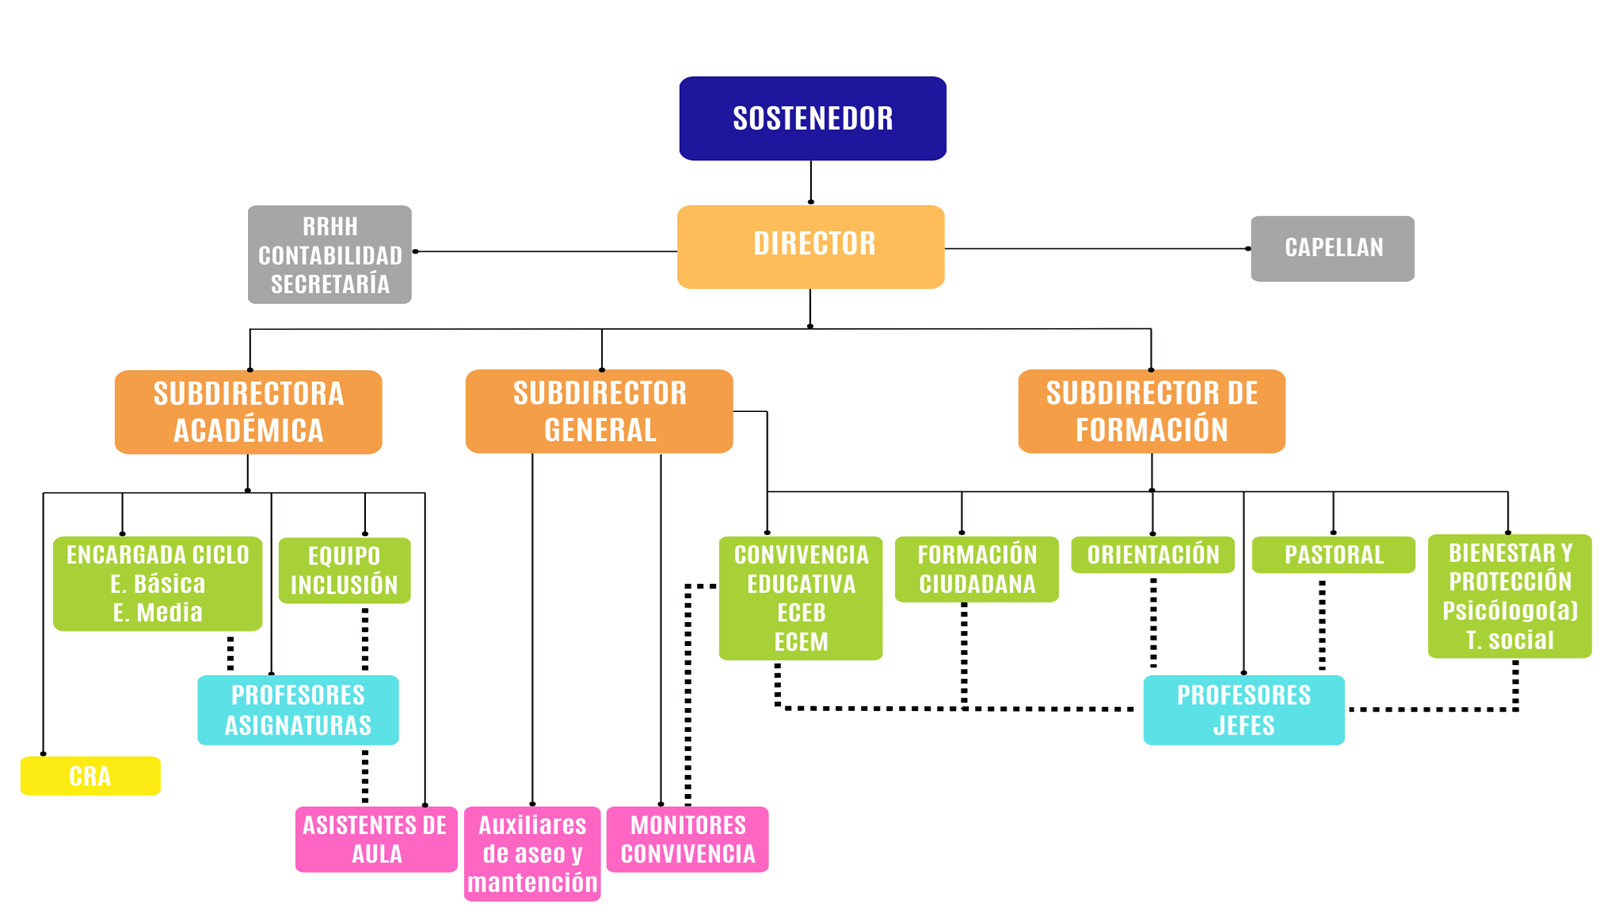 SOSTENEDOR
RRHH
CONTABILIDAD
SECRETARÍA
DIRECTOR
CAPELLAN
SUBDIRECTORA
ACADÉMICA
SUBDIRECTOR
GENERAL
SUBDIRECTOR DE
FORMACIÓN
ENCARGADA CICLO
E. Básica
E. Media
EQUIPO
INCLUSIÓN
CONVIVENCIA
EDUCATIVA
ECEB
ECEM
FORMACIÓN
CIUDADANA
ORIENTACIÓN
PASTORAL
BIENESTAR Y
PROTECCIÓN
Psicólogo(a)
T. social
PROFESORES
ASIGNATURAS
PROFESORES
JEFES
CRA
ASISTENTES DE
AULA
Auxiliares
de aseo y
mantención
MONITORES
CONVIVENCIA